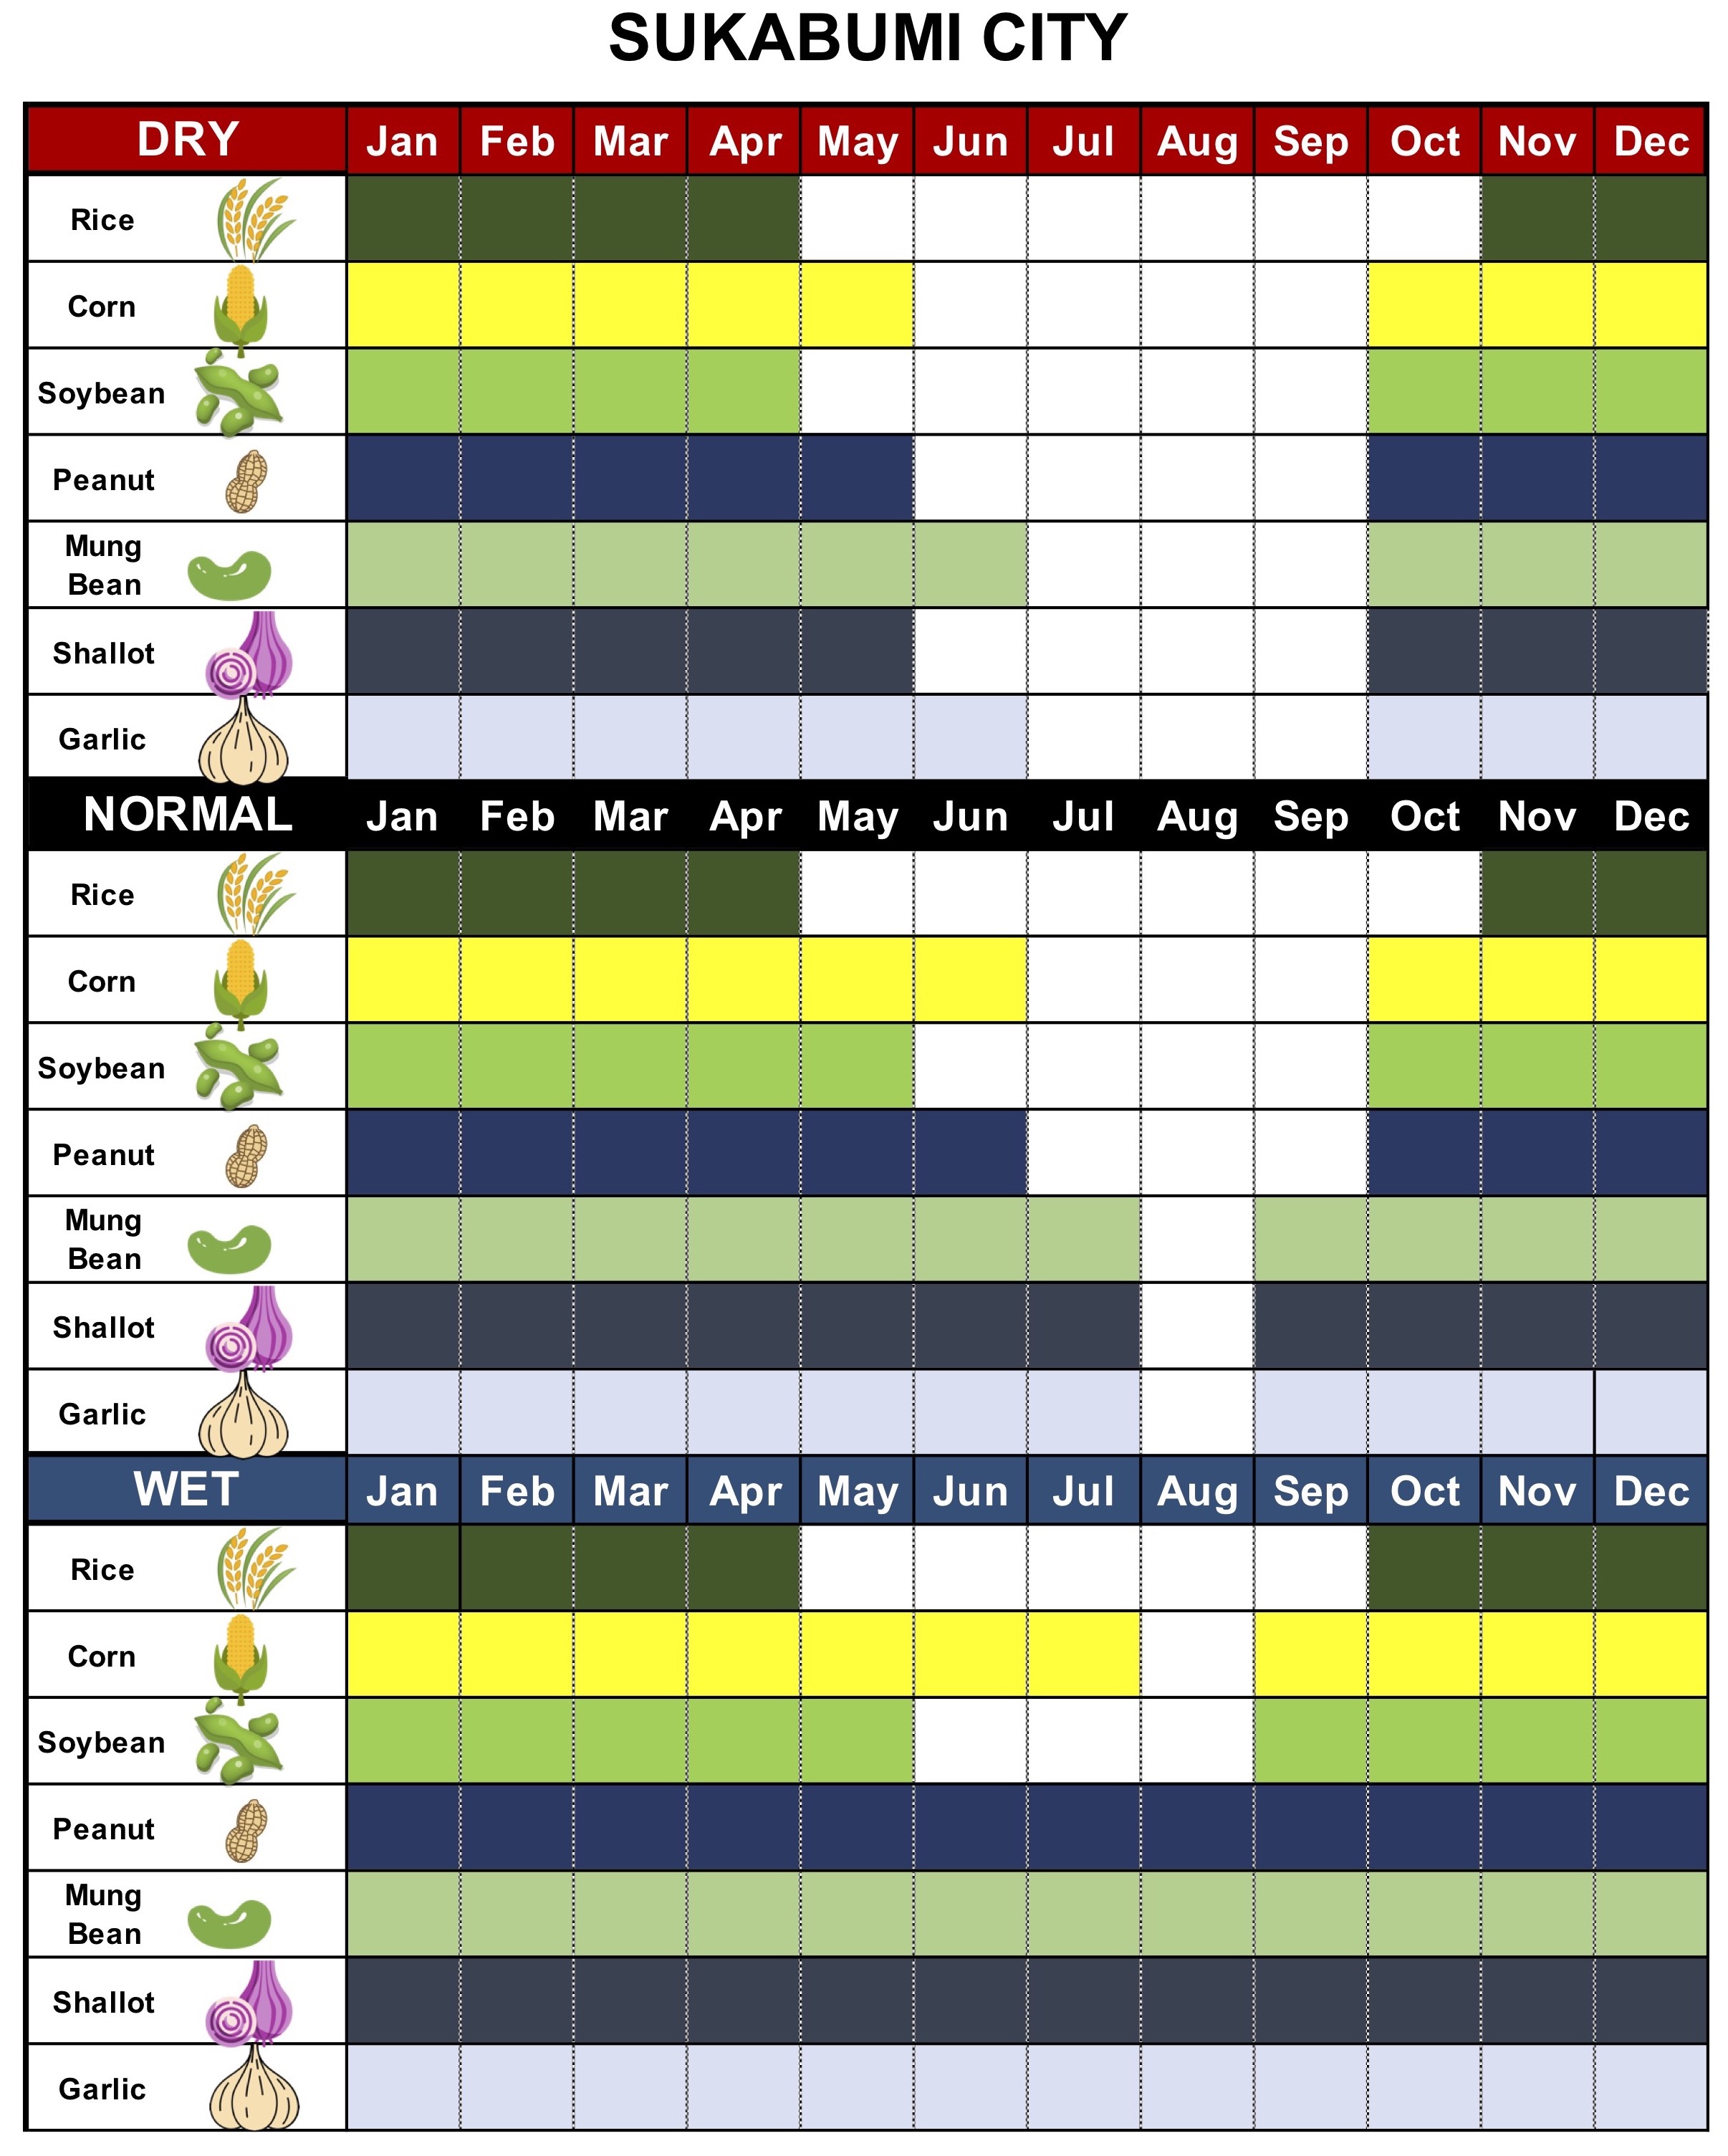 SUKABUMI CITY
DRY Jan Feb Mar Apr May Jun Jul Aug Sep Oct Nov Dec
Rice
Corn
Soybean
Peanut
Mung
Bean
Shallot
Garlic
NORMAL Jan Feb Mar Apr May Jun Jul Aug Sep Oct Nov Dec
Rice
Corn
Soybean
Peanut
Mung
Bean
Shallot
Garlic
WET Jan Feb Mar Apr May Jun Jul Aug Sep Oct Nov Dec
Rice
Corn
Soybean
Peanut
Mung
Bean
Shallot
Garlic